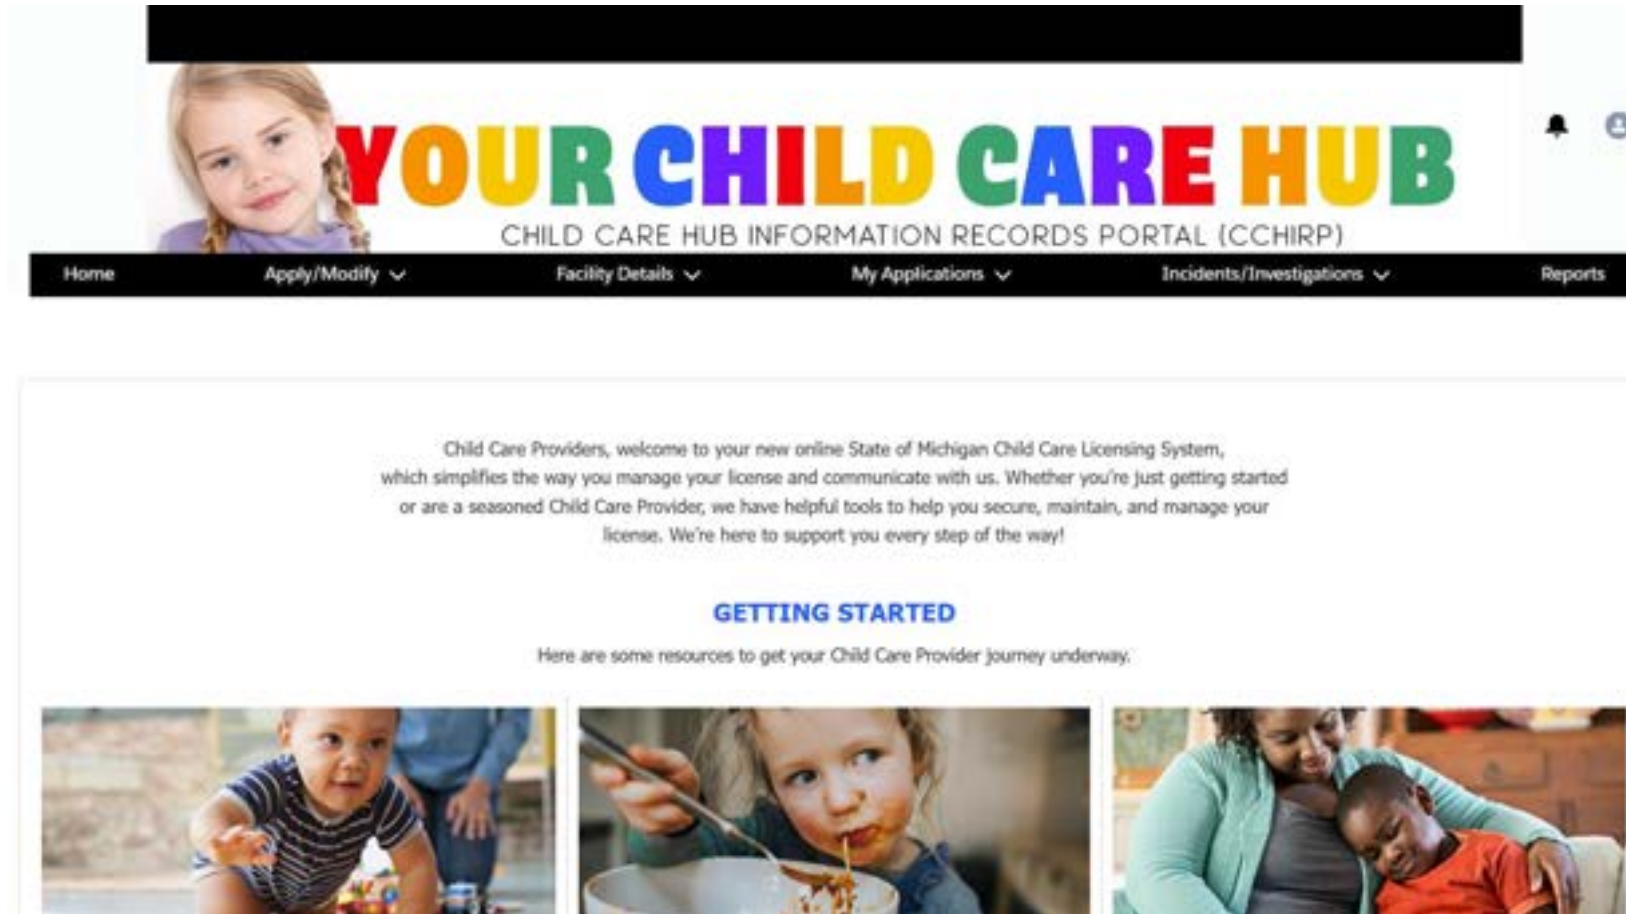 YOUR CHILD CARE HUB
CHILD CARE HUB INFORMATION RECORDS PORTAL (CCHIRP)
Home Apply/Modify Facility Details My Applications Incidents/Investigations Reports
Child Care Providers, welcome to your new online State of Michigan Child Care Licensing System,
which simplifies the way you manage your license and communicate with us. Whether you're just getting started
or are a seasoned Child Care Provider, we have helpful tools to help you secure, maintain, and manage your
license. We're here to support you every step of the way!
GETTING STARTED
Here are some resources to get your Child Care Provider journey underway.